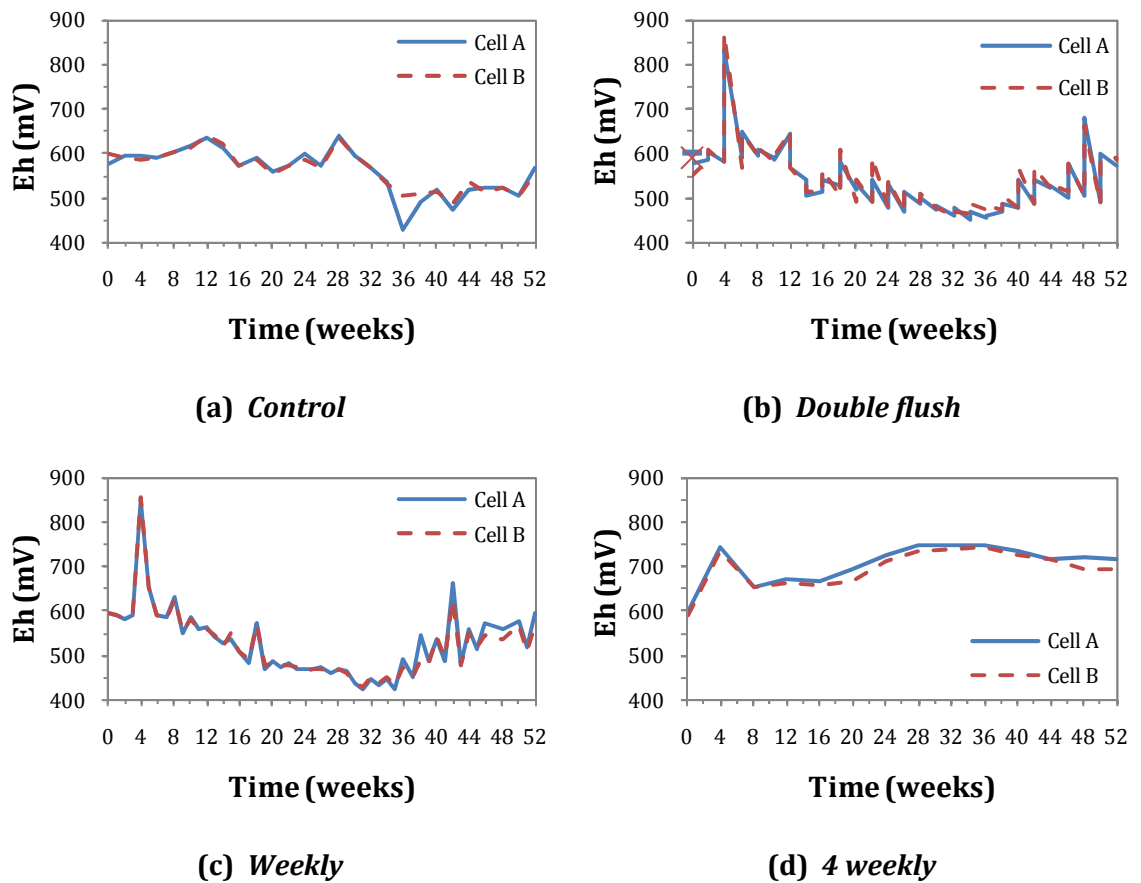 900
800
700
600
500
400
Eh (mV)
Cell A
Cell B
0 4 8 12 16 20 24 28 32 36 40 44 48 52
Time (weeks)
(a) Control
900
800
700
600
500
400
Eh (mV)
Cell A
Cell B
0 4 8 12 16 20 24 28 32 36 40 44 48 52
Time (weeks)
(b) Double flush
900
800
700
600
500
400
Eh (mV)
Cell A
Cell B
0 4 8 12 16 20 24 28 32 36 40 44 48 52
Time (weeks)
(c) Weekly
900
800
700
600
500
400
Eh (mV)
Cell A
Cell B
0 4 8 12 16 20 24 28 32 36 40 44 48 52
Time (weeks)
(d) 4 weekly